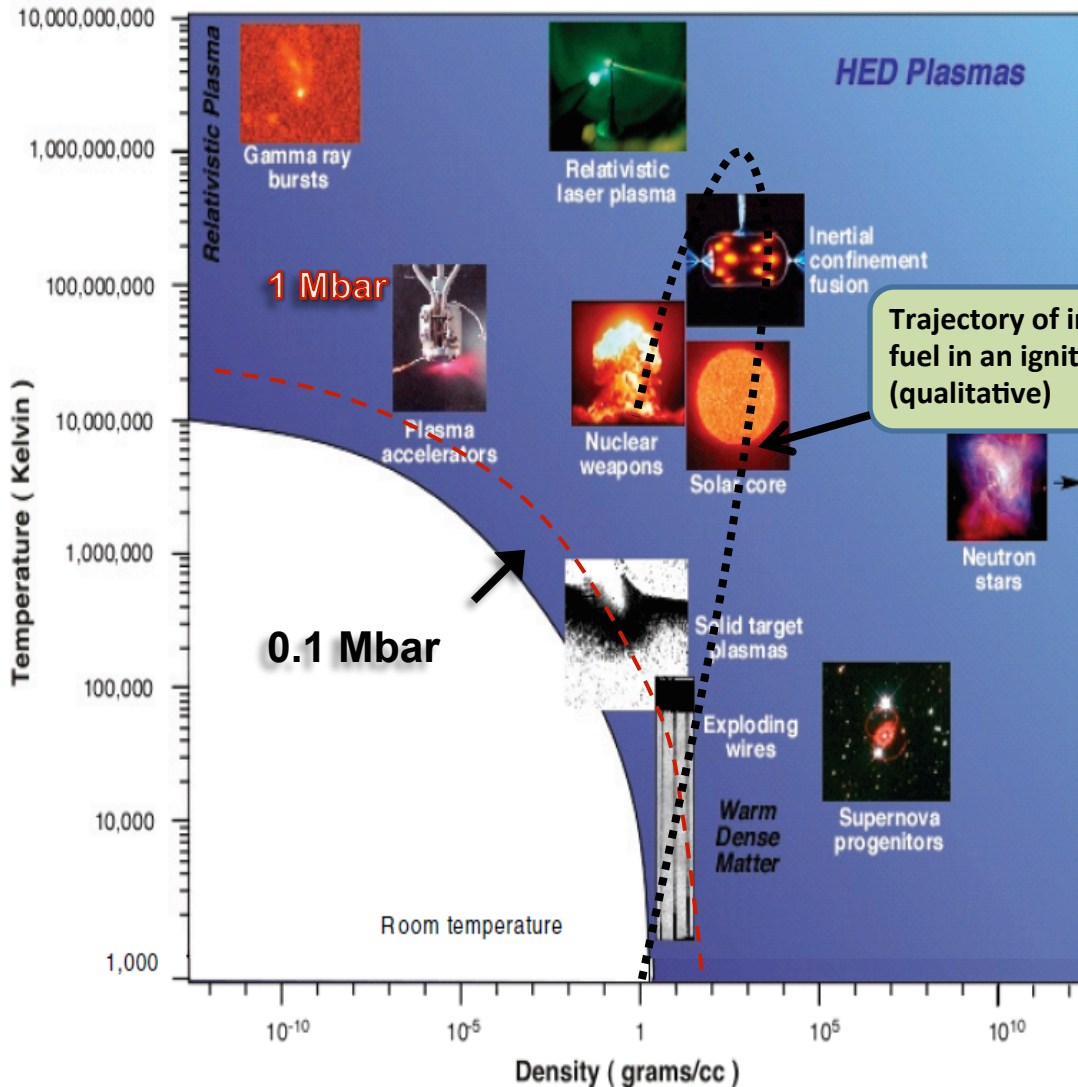 10,000,000,000
1,000,000,000
100,000,000
10,000,000
1,000,000
100,000
10,000
1,000
Temperature ( Kelvin )
Relativistic Plasma
Gamma ray
bursts
Relativistic
laser plasma
HED Plasmas
Inertial
confinement
fusion
1 Mbar
Plasma
accelerators
Nuclear
weapons
Solar core
Trajectory of
fuel in an
(qualitative)
Neutron
stars
0.1 Mbar
Solid target
plasmas
Exploding
wires
Warm
Dense
Matter
Supernova
progenitors
Room temperature
10-10 10-5 1 105 1010
Density ( grams/cc )